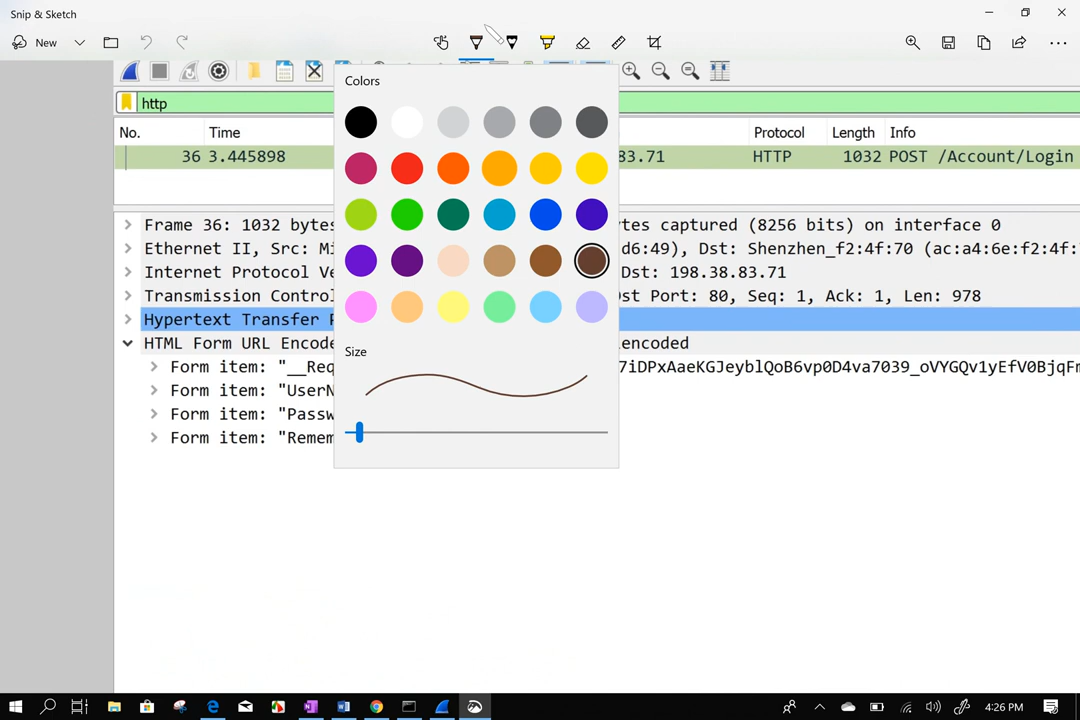 Snip & Sketch
New
Colors
http
No. Time Protocol Length Info
36 3.445898 83.71 HTTP 1032 POST /Account/Login
Frame 36: 1032 bytes ytes captured (8256 bits) on interface 0
Ethernet II, Src: Mi d6:49), Dst: Shenzhen_f2:4f:70 (ac:a4:6e:f2:4f:
Internet Protocol Ve Dst: 198.38.83.71
Transmission Control st Port: 80, Seq: 1, Ack: 1, Len: 978
Hypertext Transfer P
HTML Form URL Encode encoded
Size
Form item: "__Req 7iDPxAaeKGJeyblQoB6vp0D4va7039_oVYGQv1yEfV0BjqFm
Form item: "UserN
Form item: "Passw
Form item: "Remem
4:26 PM